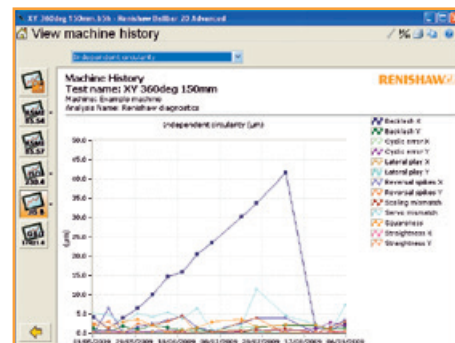 XY 360deg 150mm.b5k - Renishaw Ballbar 20 Advanced
View machine history
Independent circularity
Machine History
Test name: XY 360deg 150mm
Machine: Example machine
Analysis Name: Renishaw diagnostics
RENISHAW
Independent circularity (µm)
Backlash X
Backlash Y
Cyclic error X
Cyclic error Y
Lateral play X
Lateral play Y
Reversal spikes X
Reversal spikes Y
Scaling mismatch
Servo mismatch
Squareness
Straightness X
Straightness Y
50.0
45.0
40.0
35.0
30.0
25.0
20.0
15.0
10.0
5.0
0.0
(µm)